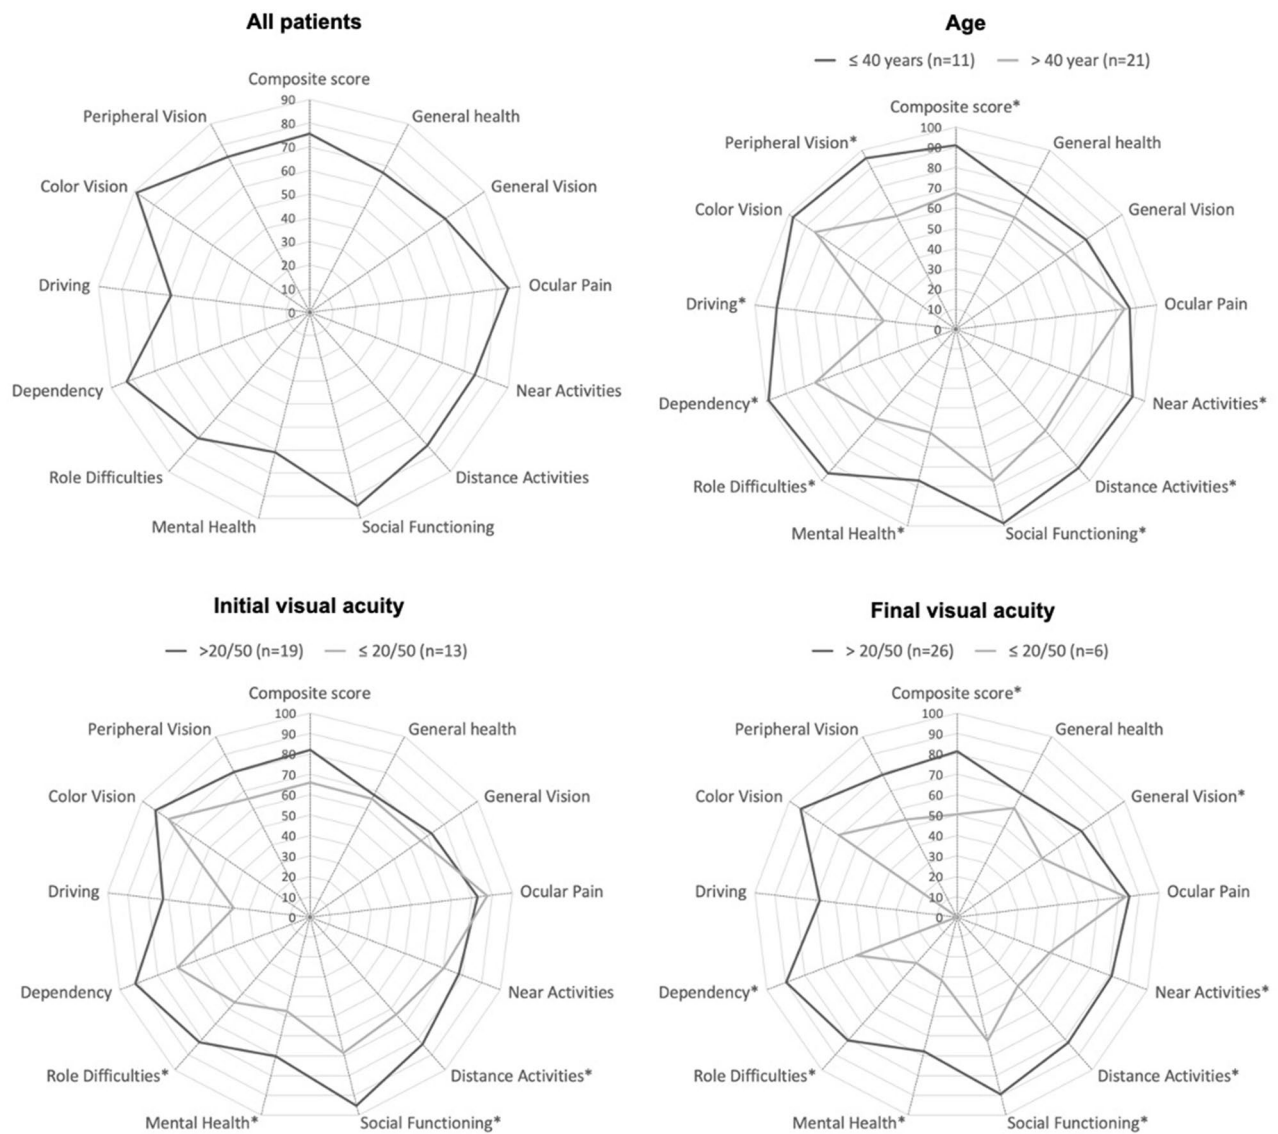 All patients
Composite score
Peripheral Vision
General health
Color Vision
General Vision
Driving
Ocular Pain
Dependency
Near Activities
Role Difficulties
Distance Activities
Mental Health
Social Functioning
90
80
70
60
50
40
30
20
10
0
Age
≤ 40 years (n=11)
> 40 year (n=21)
Composite score*
Peripheral Vision*
General health
Color Vision
General Vision
Driving*
Ocular Pain
Dependency*
Near Activities*
Role Difficulties*
Distance Activities*
Mental Health*
Social Functioning*
100
90
80
70
60
50
40
30
20
10
0
Initial visual acuity
>20/50 (n=19)
≤ 20/50 (n=13)
Composite score
Peripheral Vision
General health
Color Vision
General Vision
Driving
Ocular Pain
Dependency
Near Activities
Role Difficulties*
Distance Activities*
Mental Health*
Social Functioning*
100
90
80
70
60
50
40
30
20
10
0
Final visual acuity
> 20/50 (n=26)
≤ 20/50 (n=6)
Composite score*
Peripheral Vision
General health
Color Vision
General Vision*
Driving
Ocular Pain
Dependency*
Near Activities*
Role Difficulties*
Distance Activities*
Mental Health*
Social Functioning*
100
90
80
70
60
50
40
30
20
10
0